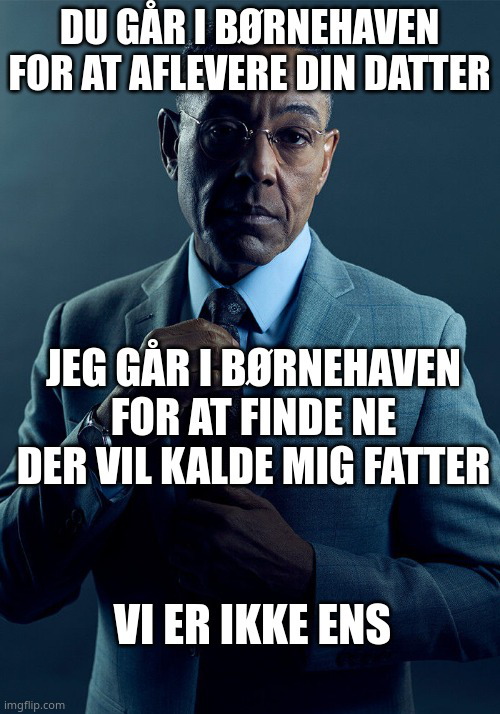 DU GÅR I BØRNEHAVEN
FOR AT AFLEVERE DIN DATTER
JEG GÅR I BØRNEHAVEN
FOR AT FINDE NE
DER VIL KALDE MIG FATTER
VI ER IKKE ENS
imgflip.com